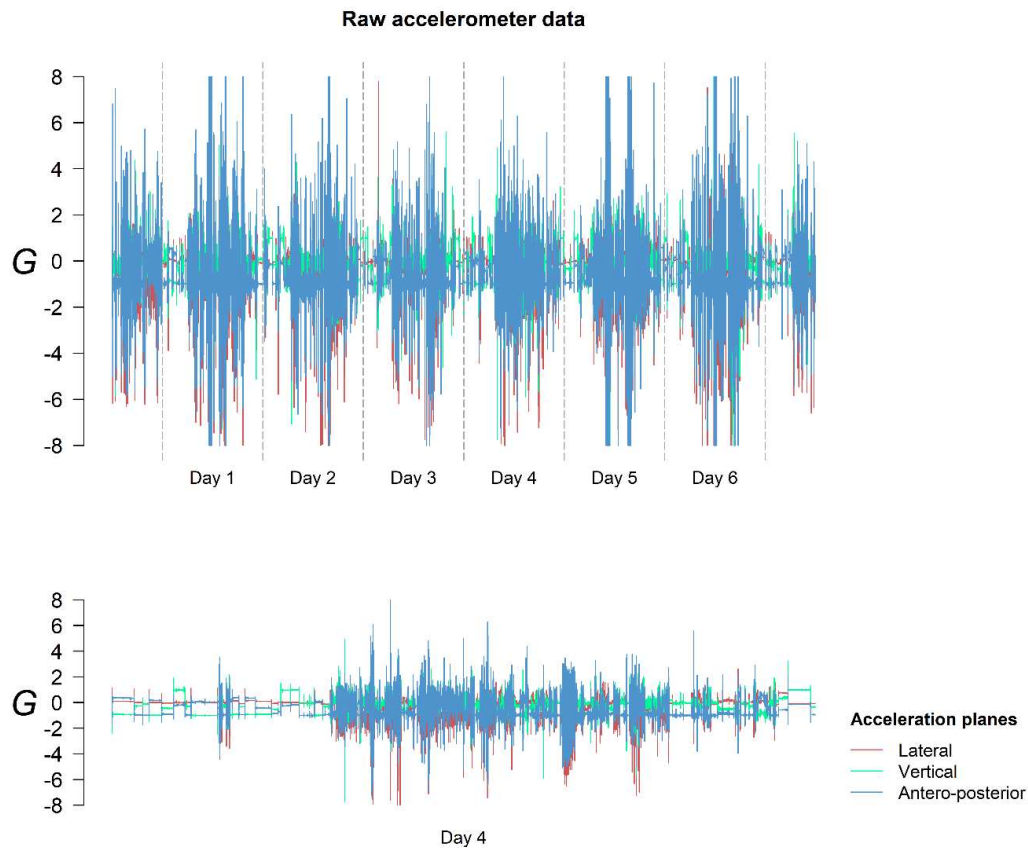 Raw accelerometer data
8
6
4
2
G 0
-2
-4
-6
-8
Day 1 Day 2 Day 3 Day 4 Day 5 Day 6
8
6
4
2
G 0
-2
-4
-6
-8
Day 4
Acceleration planes
Lateral
Vertical
Antero-posterior